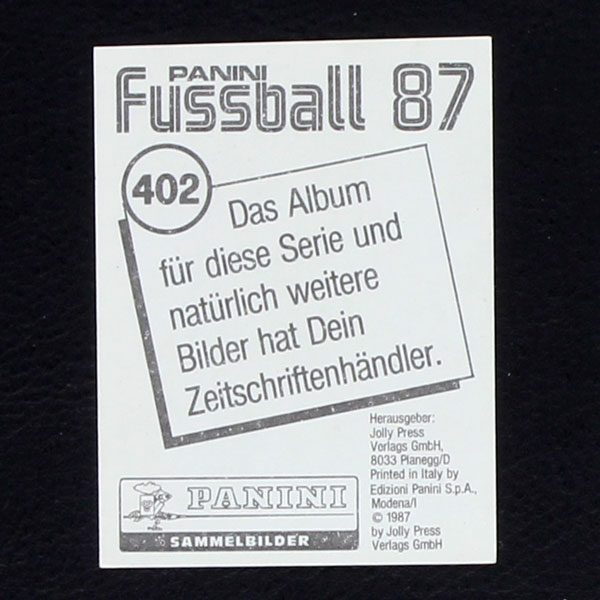 PANINI
Fussball 87
402
Das Album
für diese Serie und
natürlich weitere
Bilder hat Dein
Zeitschriftenhändler.
Herausgeber:
Jolly Press
Verlags GmbH,
8033 Planegg/D
Printed in Italy by
Edizioni Panini S.p.A.,
Modena/I
© 1987
by Jolly Press
Verlags GmbH
PANINI
SAMMELBILDER